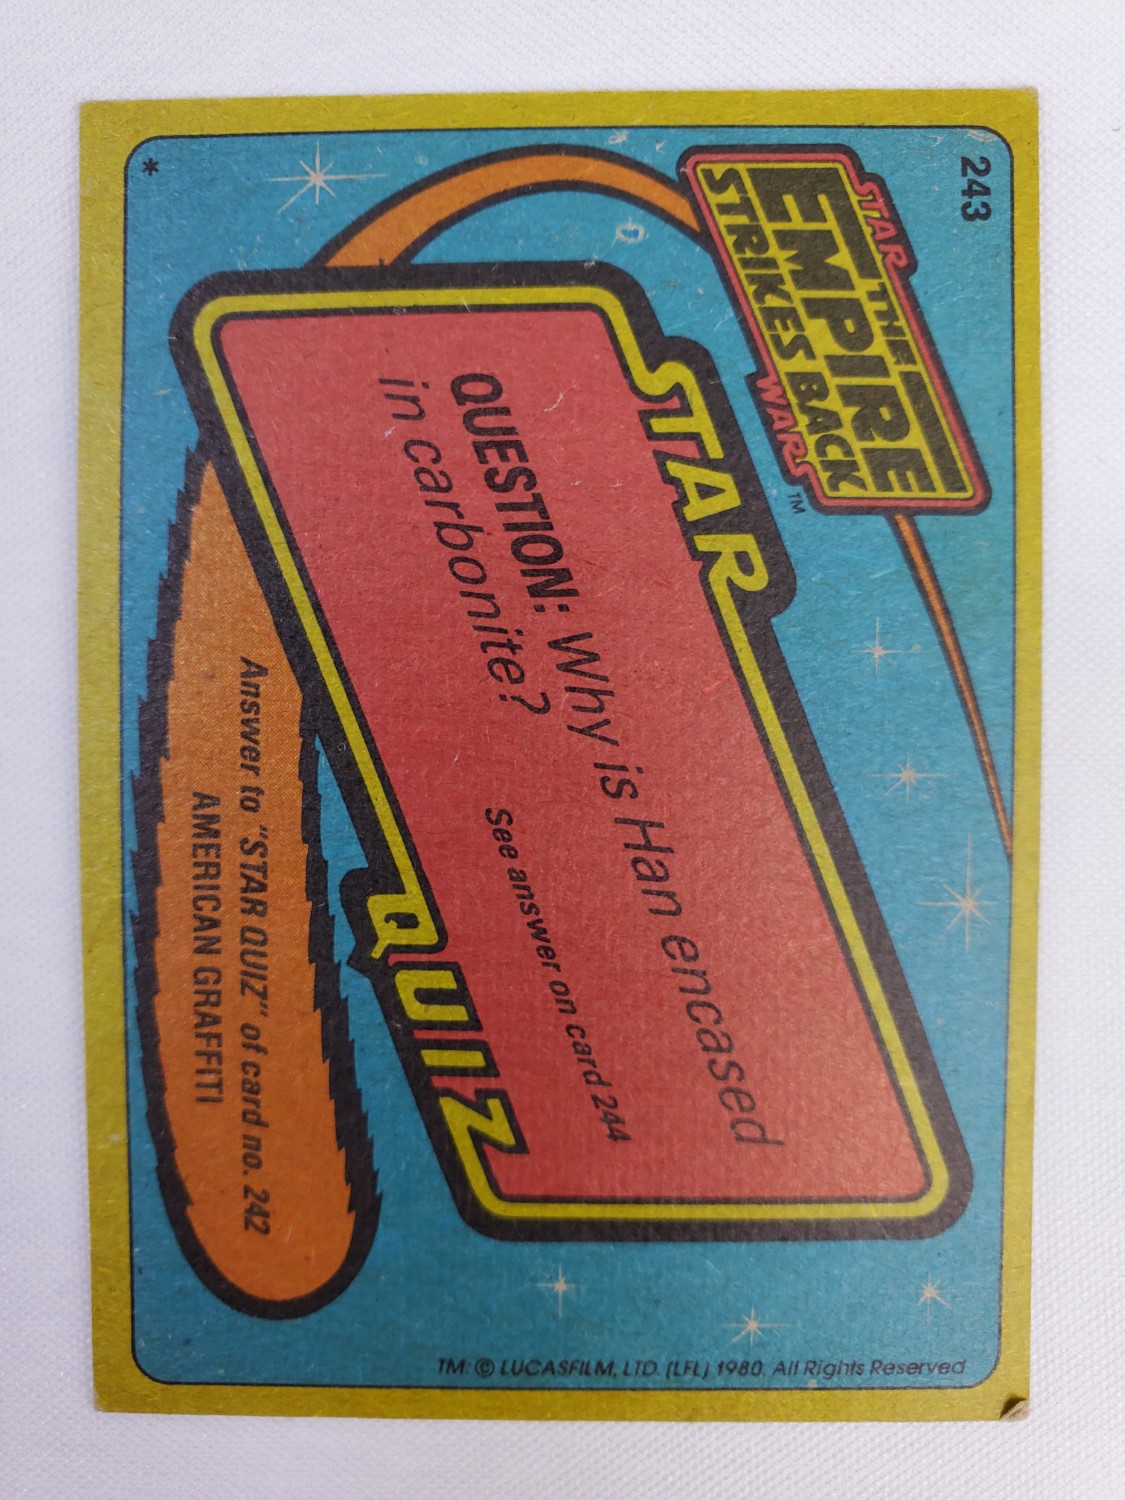 243
STAR
THE
EMPIRE
STRIKES BACK
WARS™
STAR
QUESTION: Why is Han encased
in carbonite?
See answer on card 244
QUIZ
Answer to "STAR QUIZ" of card no. 242
AMERICAN GRAFFITI
*
TM: © LUCASFILM, LTD. (LFL) 1980. All Rights Reserved